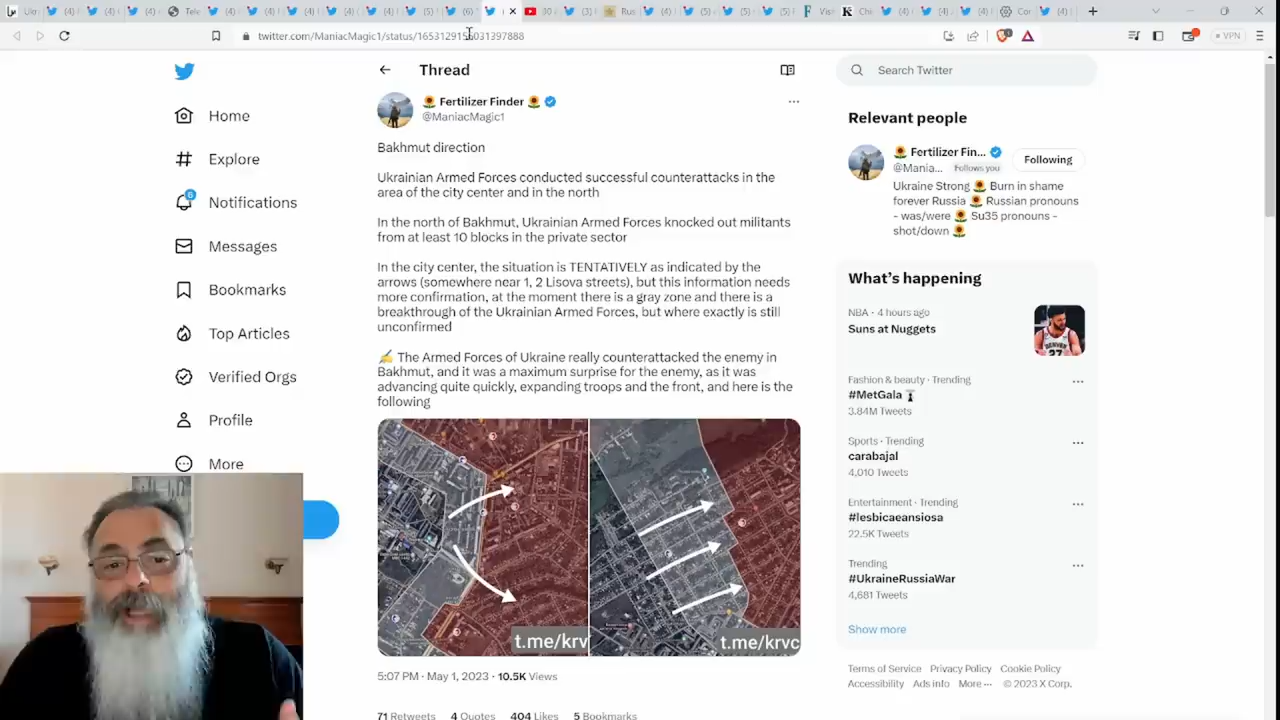 twitter.com/ManiacMagic1/status/1653129156031397888
VPN
Home
Explore
Notifications
6
Messages
Bookmarks
Top Articles
Verified Orgs
Profile
More
Thread
🌻 Fertilizer Finder 🌻
@ManiacMagic1
Bakhmut direction
Ukrainian Armed Forces conducted successful counterattacks in the
area of the city center and in the north
In the north of Bakhmut, Ukrainian Armed Forces knocked out militants
from at least 10 blocks in the private sector
In the city center, the situation is TENTATIVELY as indicated by the
arrows (somewhere near 1, 2 Lisova streets), but this information needs
more confirmation, at the moment there is a gray zone and there is a
breakthrough of the Ukrainian Armed Forces, but where exactly is still
unconfirmed
✍️ The Armed Forces of Ukraine really counterattacked the enemy in
Bakhmut, and it was a maximum surprise for the enemy, as it was
advancing quite quickly, expanding troops and the front, and here is the
following
t.me/krv
t.me/krvc
5:07 PM · May 1, 2023 · 10.5K Views
71 Retweets 4 Quotes 404 Likes 5 Bookmarks
Search Twitter
Relevant people
🌻 Fertilizer Fin...
@Mania... Follows you
Following
Ukraine Strong 🌻 Burn in shame
forever Russia 🌻 Russian pronouns
- was/were 🌻 Su35 pronouns -
shot/down 🌻
What's happening
NBA · 4 hours ago
Suns at Nuggets
Fashion & beauty · Trending
#MetGala
3.84M Tweets
Sports · Trending
carabajal
4,010 Tweets
Entertainment · Trending
#lesbicaeansiosa
22.5K Tweets
Trending
#UkraineRussiaWar
4,681 Tweets
Show more
Terms of Service Privacy Policy Cookie Policy
Accessibility Ads info More ··· © 2023 X Corp.